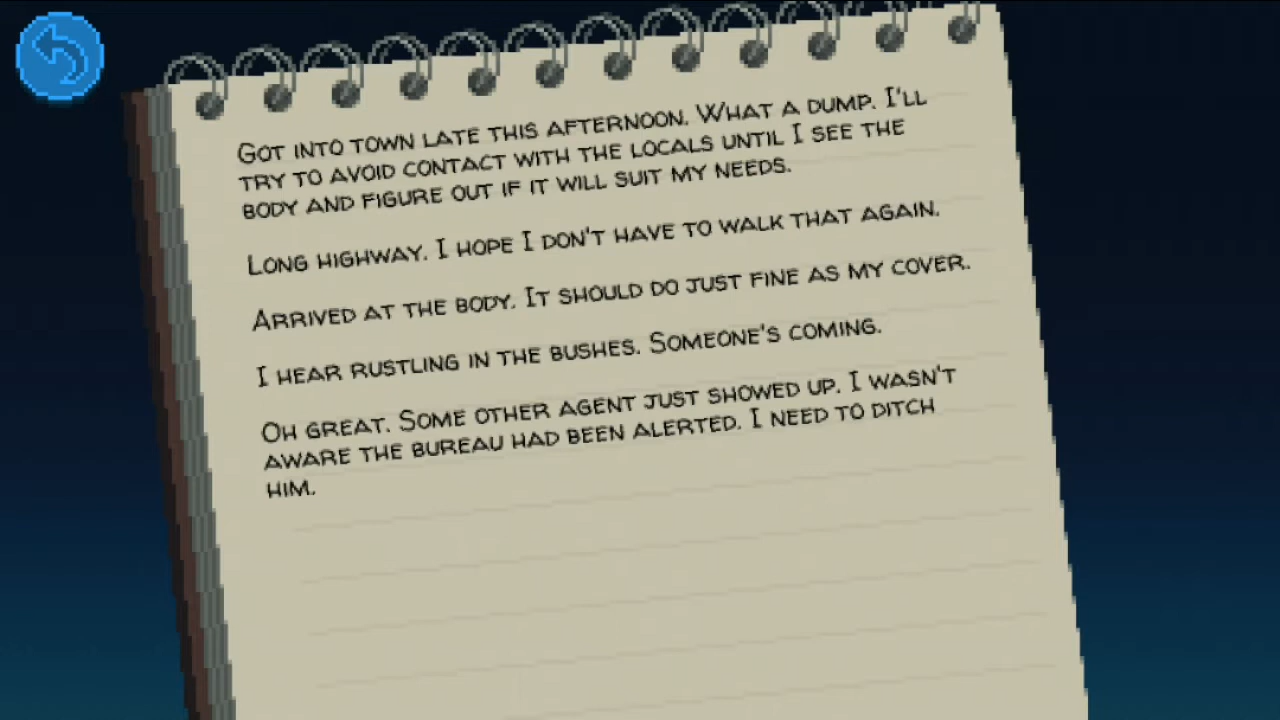 Got into town late this afternoon. What a dump. I'll
try to avoid contact with the locals until I see the
body and figure out if it will suit my needs.
Long highway. I hope I don't have to walk that again.
Arrived at the body. It should do just fine as my cover.
I hear rustling in the bushes. Someone's coming.
Oh great. Some other agent just showed up. I wasn't
aware the bureau had been alerted. I need to ditch
him.